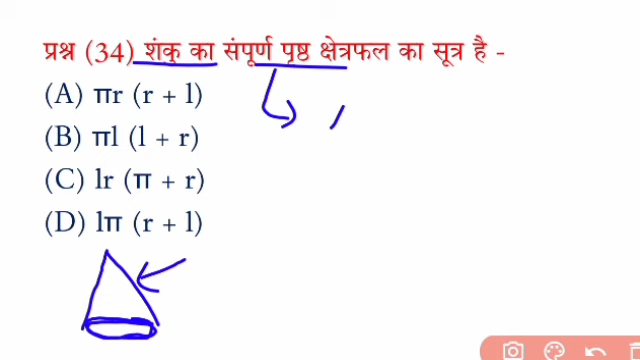 प्रश्न (34) शंकु का संपूर्ण पृष्ठ क्षेत्रफल का सूत्र है -
(A) πr (r + l)
(B) πl (l + r)
(C) lr (π + r)
(D) lπ (r + l)